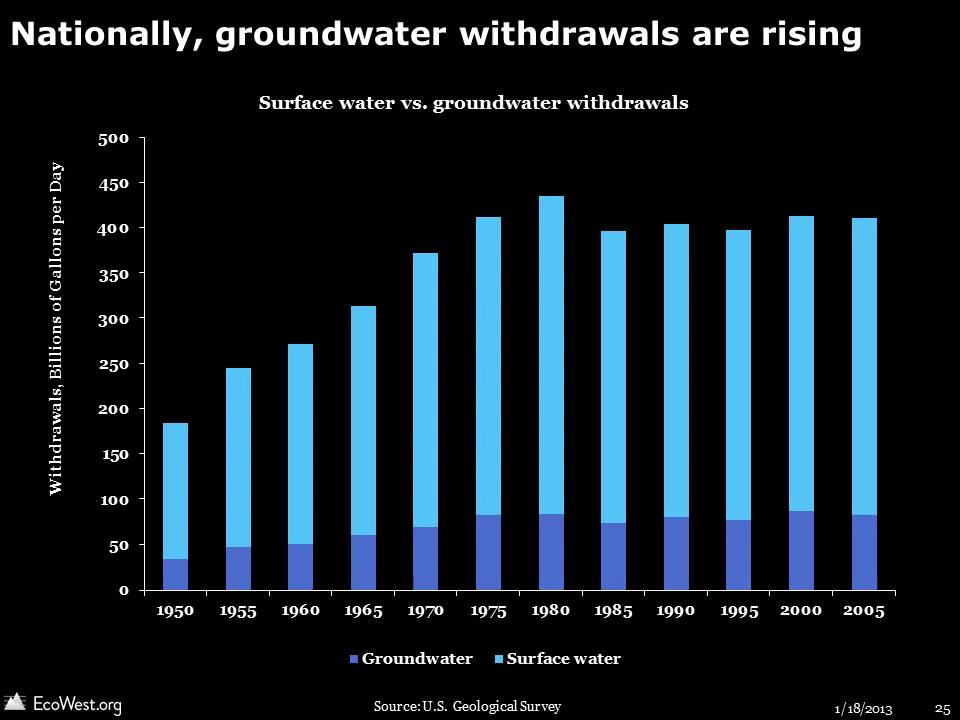 Nationally, groundwater withdrawals are rising
Surface water vs. groundwater withdrawals
Withdrawals, Billions of Gallons per Day
500
450
400
350
300
250
200
150
100
50
0
1950 1955 1960 1965 1970 1975 1980 1985 1990 1995 2000 2005
Groundwater Surface water
EcoWest.org
Source: U.S. Geological Survey
1/18/2013
25